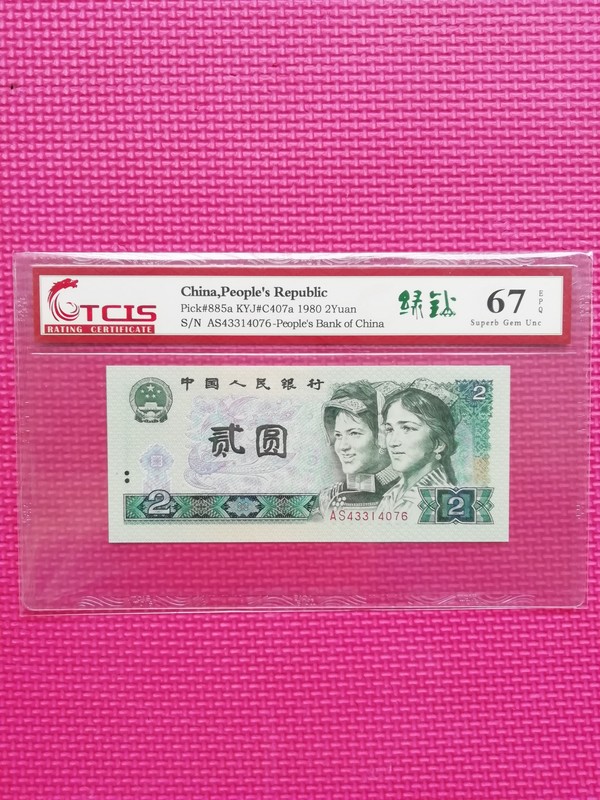 TCIS
RATING CERTIFICATE
China,People's Republic
Pick#885a KYJ#C407a 1980 2Yuan
S/N AS43314076-People's Bank of China
绿钻
67
EPQ
Superb Gem Unc
中国人民银行
2
贰圆
2
AS43314076
2